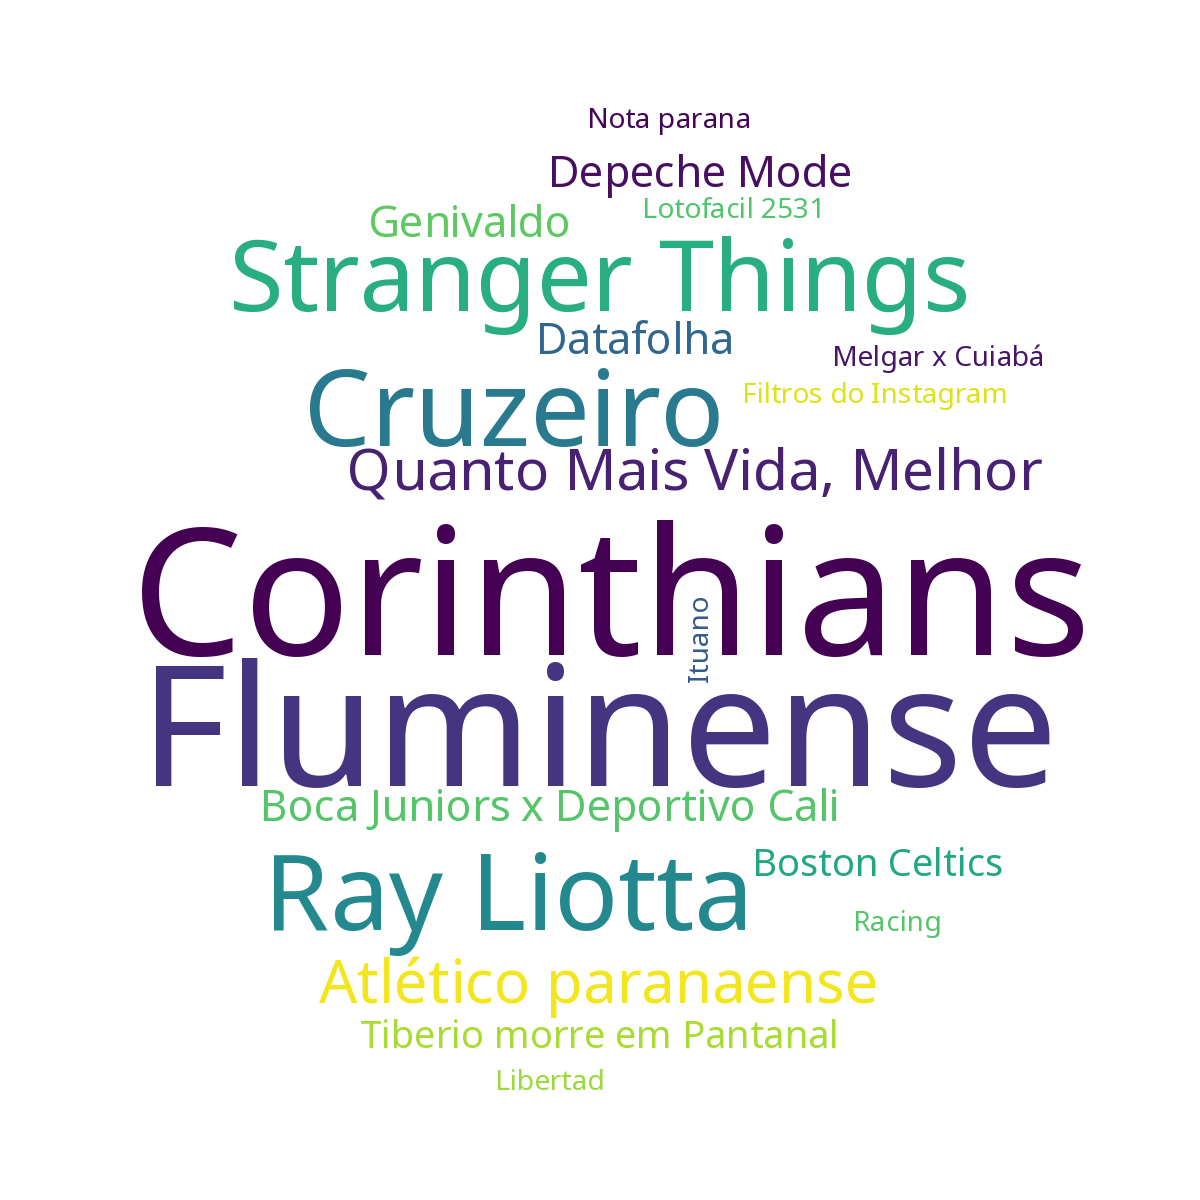 Nota parana
Depeche Mode
Lotofacil 2531
Genivaldo
Stranger Things
Datafolha
Melgar x Cuiabá
Filtros do Instagram
Cruzeiro
Quanto Mais Vida, Melhor
Corinthians
Ituano
Fluminense
Boca Juniors x Deportivo Cali
Ray Liotta
Boston Celtics
Racing
Atlético paranaense
Tiberio morre em Pantanal
Libertad